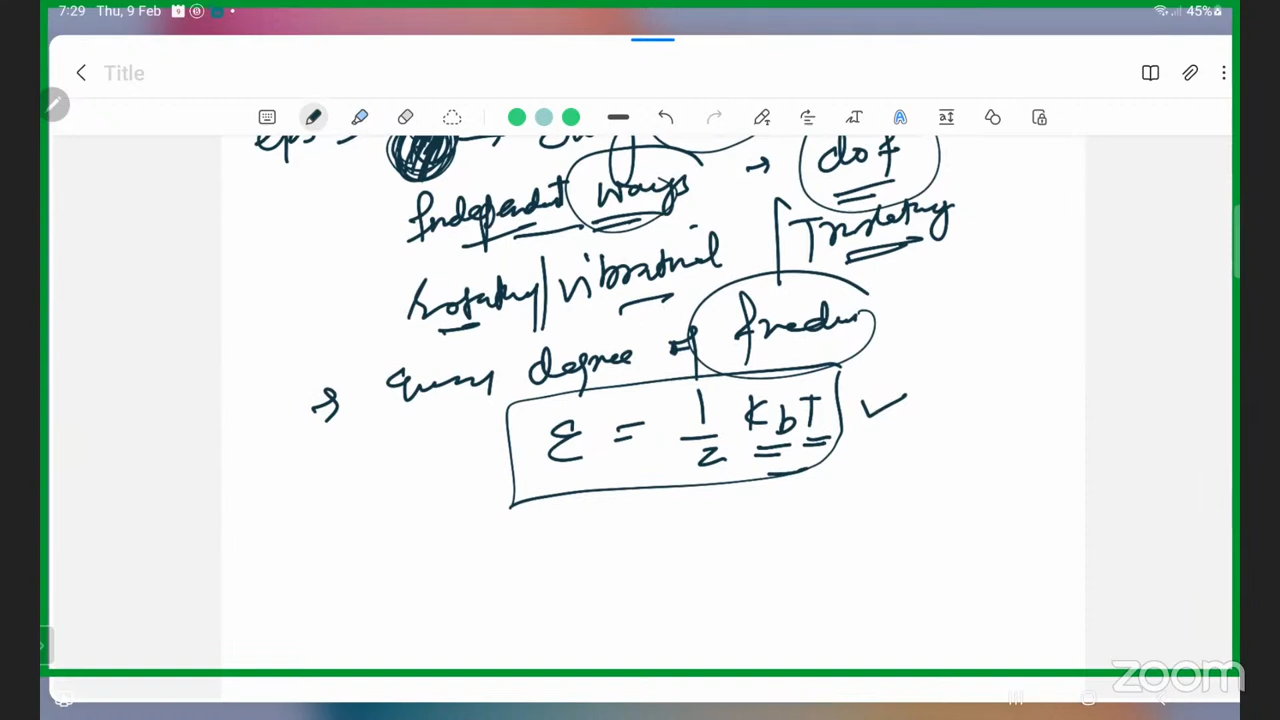 7:29 Thu, 9 Feb
45%
Title
Independent ways → dof
Translatory
rotatory / vibrational
⇒ Every degree of freedom
ε = 1/2 KbT ✓
zoom